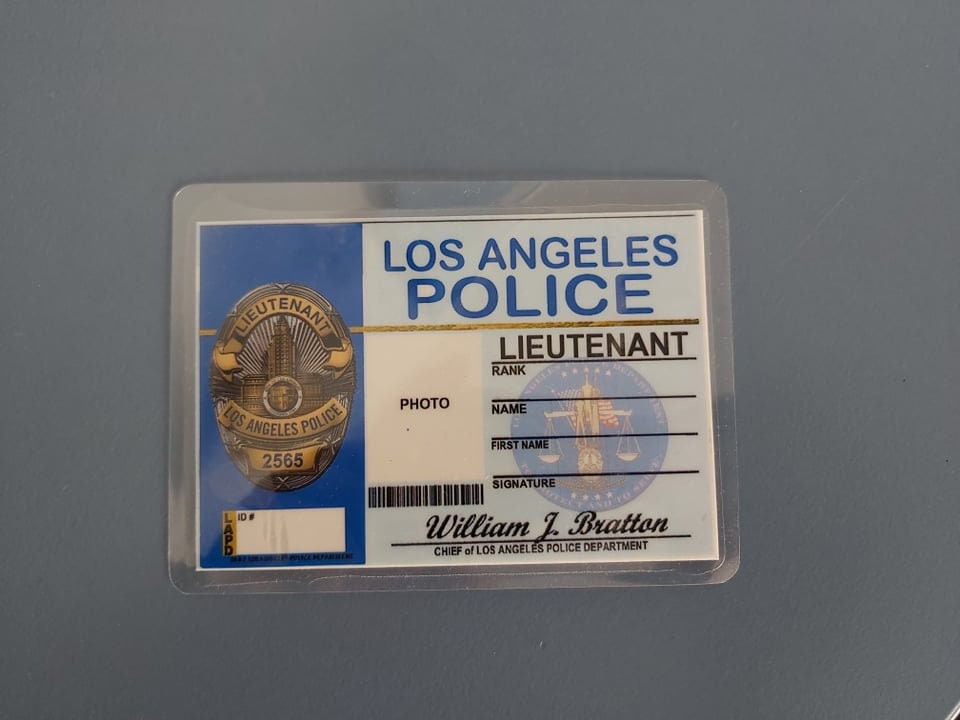 LIEUTENANT
LOS ANGELES POLICE
2565
LAPD
ID #
LOS ANGELES
POLICE
PHOTO
LIEUTENANT
RANK
NAME
FIRST NAME
SIGNATURE
William J. Bratton
CHIEF of LOS ANGELES POLICE DEPARTMENT